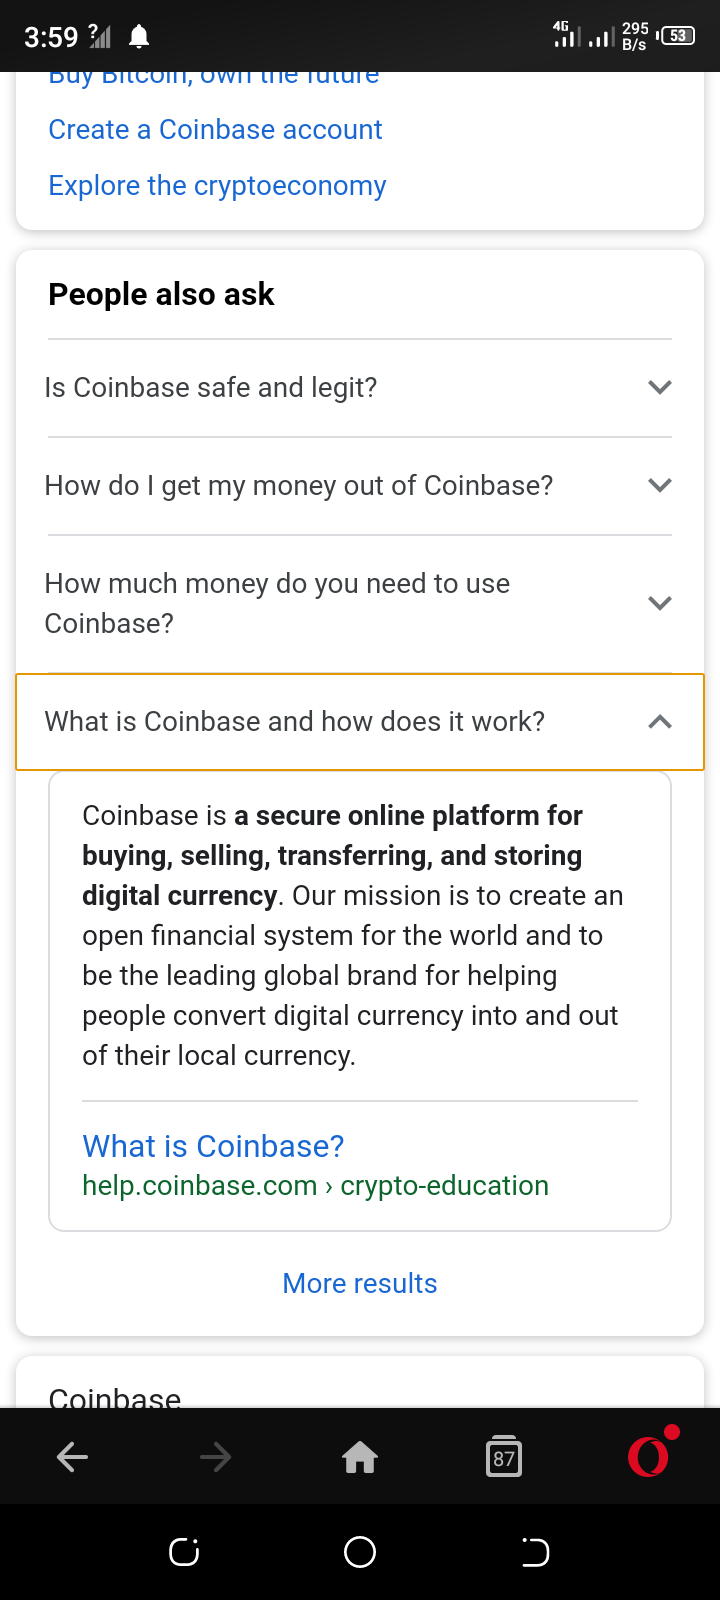 3:59 ? 4G 295 B/s 53
Buy Bitcoin, own the future
Create a Coinbase account
Explore the cryptoeconomy
People also ask
Is Coinbase safe and legit?
How do I get my money out of Coinbase?
How much money do you need to use
Coinbase?
What is Coinbase and how does it work?
Coinbase is a secure online platform for
buying, selling, transferring, and storing
digital currency. Our mission is to create an
open financial system for the world and to
be the leading global brand for helping
people convert digital currency into and out
of their local currency.
What is Coinbase?
help.coinbase.com › crypto-education
More results
Coinbase
87